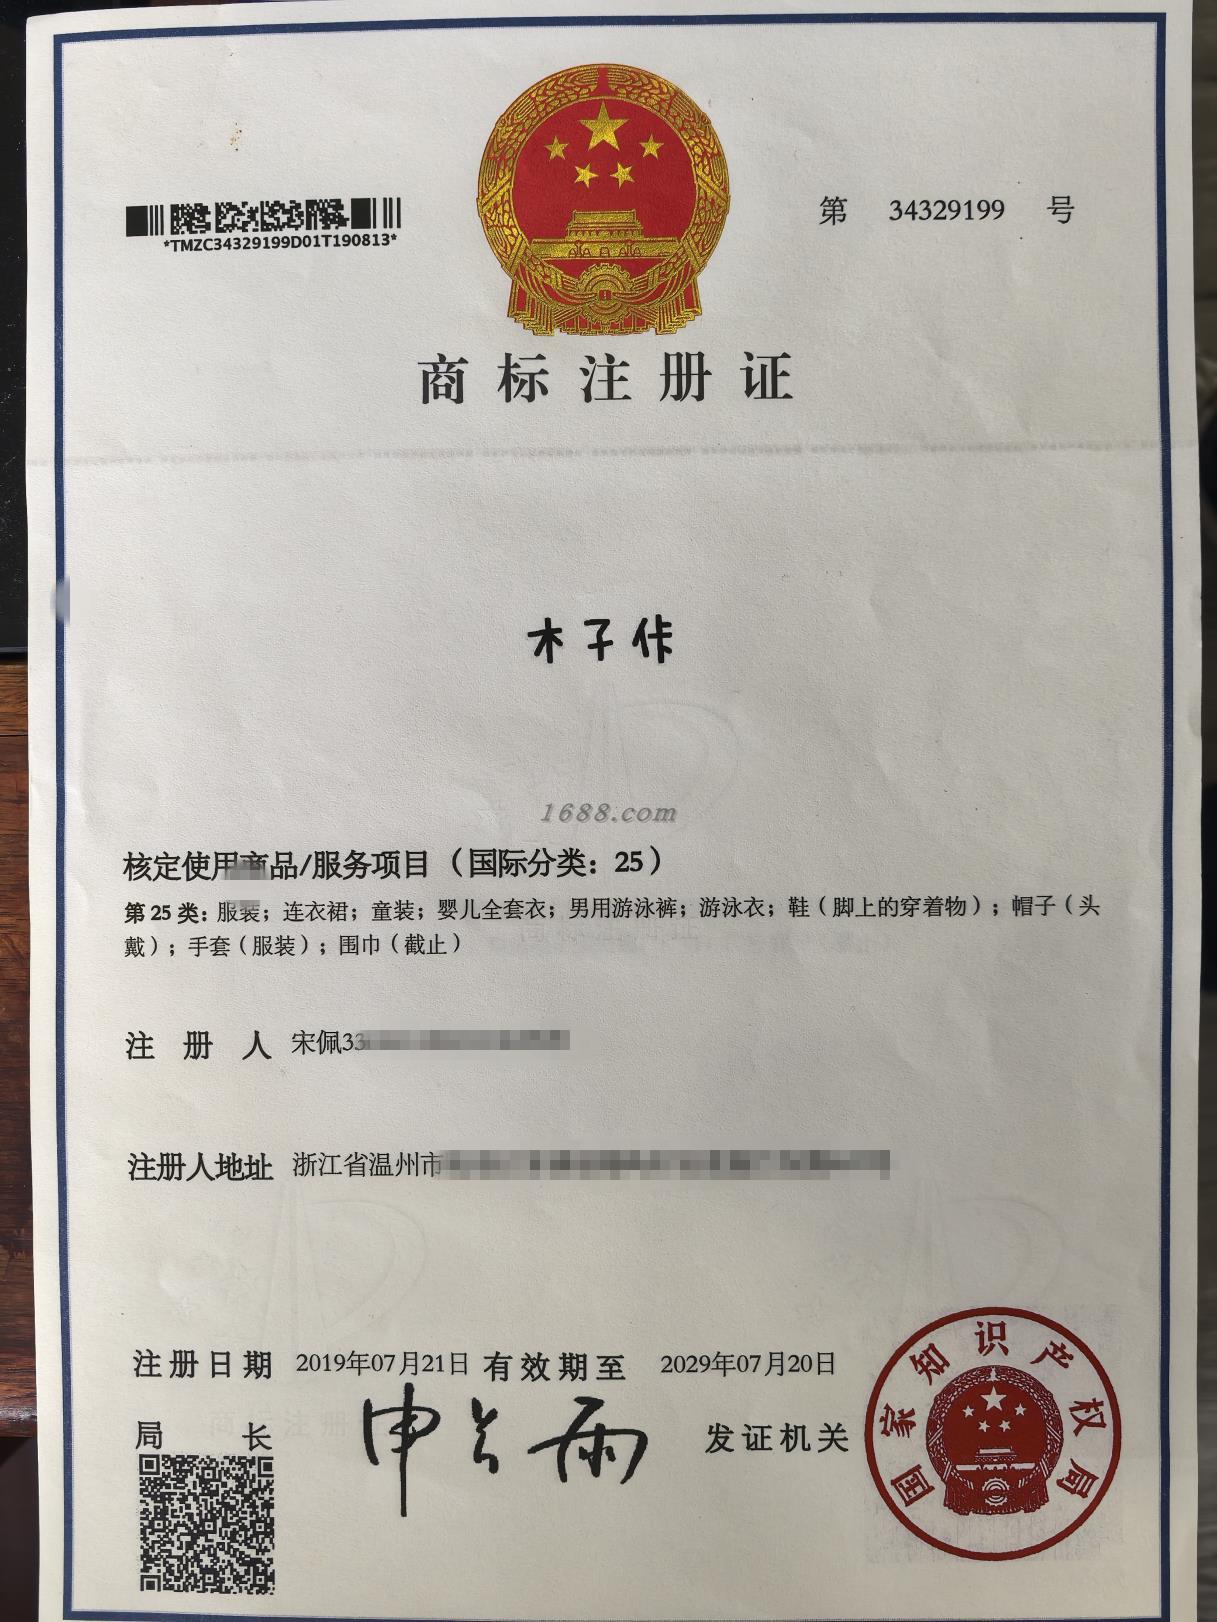 *TMZC34329199D01T190813*
第 34329199 号
商标注册证
木子佧
1688.com
核定使用商品/服务项目（国际分类：25）
第25类：服装；连衣裙；童装；婴儿全套衣；男用游泳裤；游泳衣；鞋（脚上的穿着物）；帽子（头
戴）；手套（服装）；围巾（截止）
注册人 宋佩33
注册人地址 浙江省温州市
注册日期 2019年07月21日 有效期至 2029年07月20日
局长 申长雨 发证机关
国家知识产权局